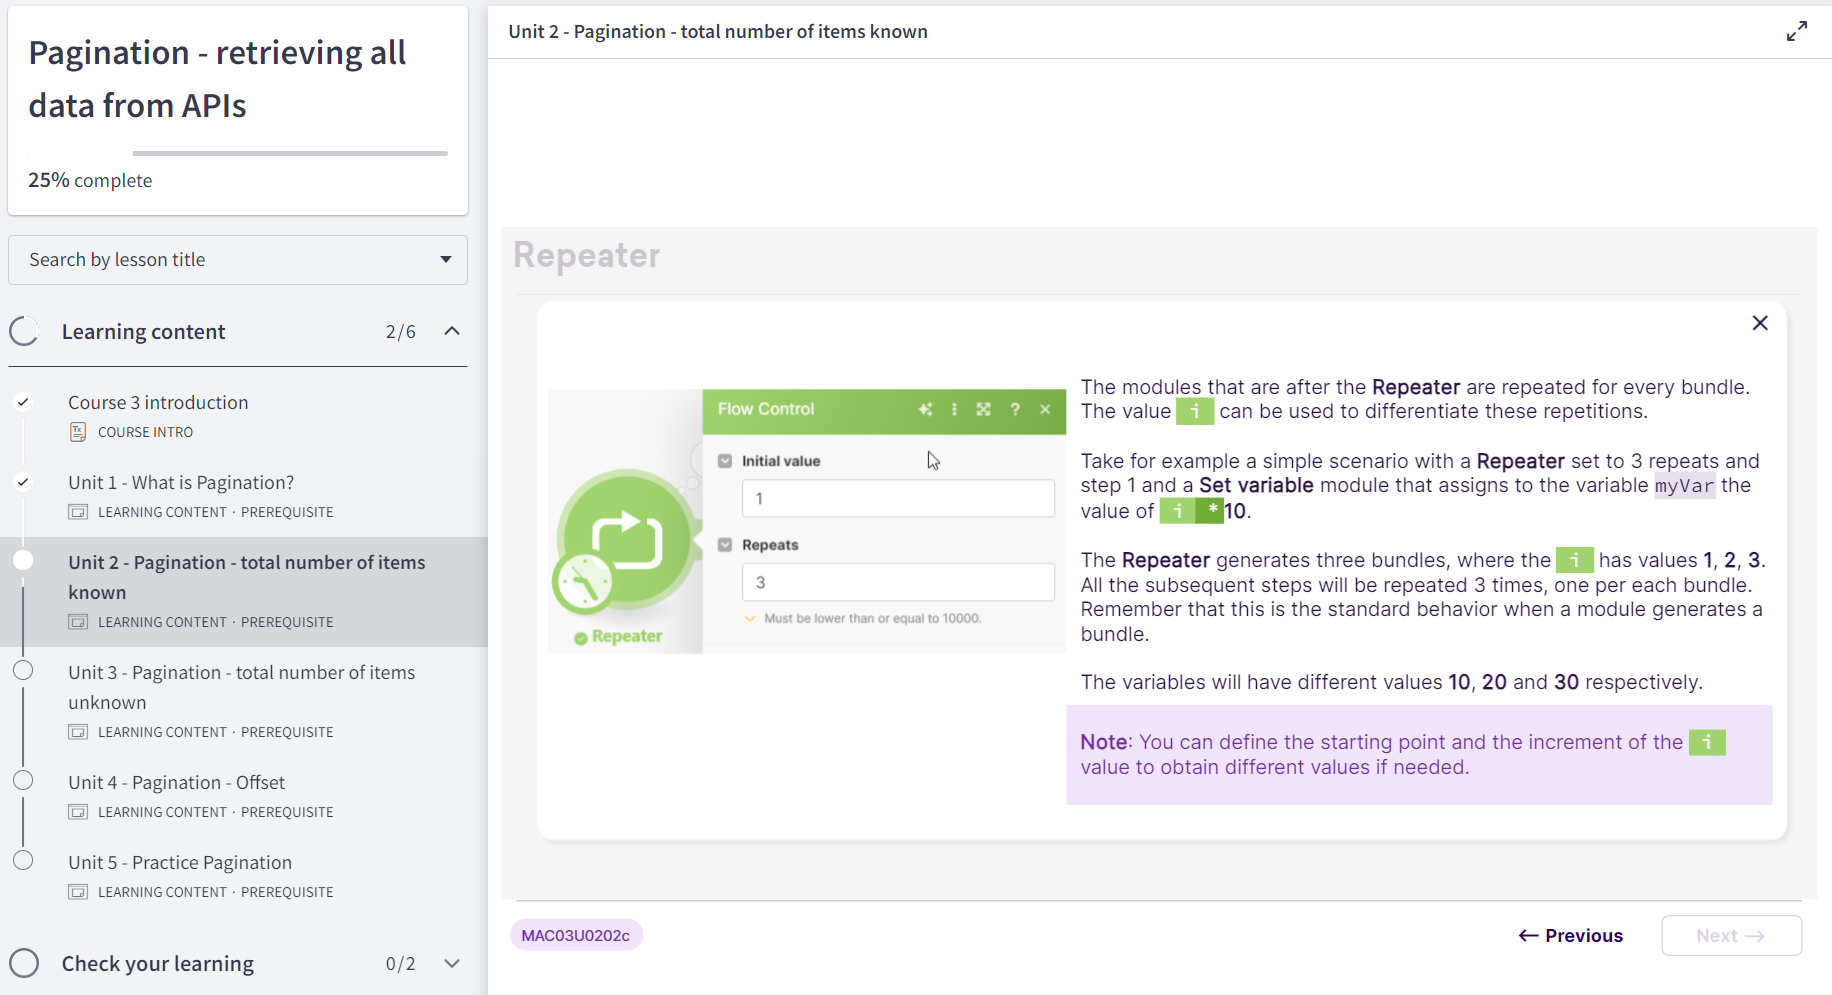 Pagination - retrieving all
data from APIs
25% complete
Search by lesson title
Learning content 2/6
Course 3 introduction
COURSE INTRO
Unit 1 - What is Pagination?
LEARNING CONTENT · PREREQUISITE
Unit 2 - Pagination - total number of items
known
LEARNING CONTENT · PREREQUISITE
Unit 3 - Pagination - total number of items
unknown
LEARNING CONTENT · PREREQUISITE
Unit 4 - Pagination - Offset
LEARNING CONTENT · PREREQUISITE
Unit 5 - Practice Pagination
LEARNING CONTENT · PREREQUISITE
Check your learning 0/2
Unit 2 - Pagination - total number of items known
Repeater
Flow Control
Initial value
1
Repeats
3
Must be lower than or equal to 10000.
Repeater
The modules that are after the Repeater are repeated for every bundle.
The value i can be used to differentiate these repetitions.
Take for example a simple scenario with a Repeater set to 3 repeats and
step 1 and a Set variable module that assigns to the variable myVar the
value of i *10.
The Repeater generates three bundles, where the i has values 1, 2, 3.
All the subsequent steps will be repeated 3 times, one per each bundle.
Remember that this is the standard behavior when a module generates a
bundle.
The variables will have different values 10, 20 and 30 respectively.
Note: You can define the starting point and the increment of the i
value to obtain different values if needed.
MAC03U0202c
← Previous
Next →